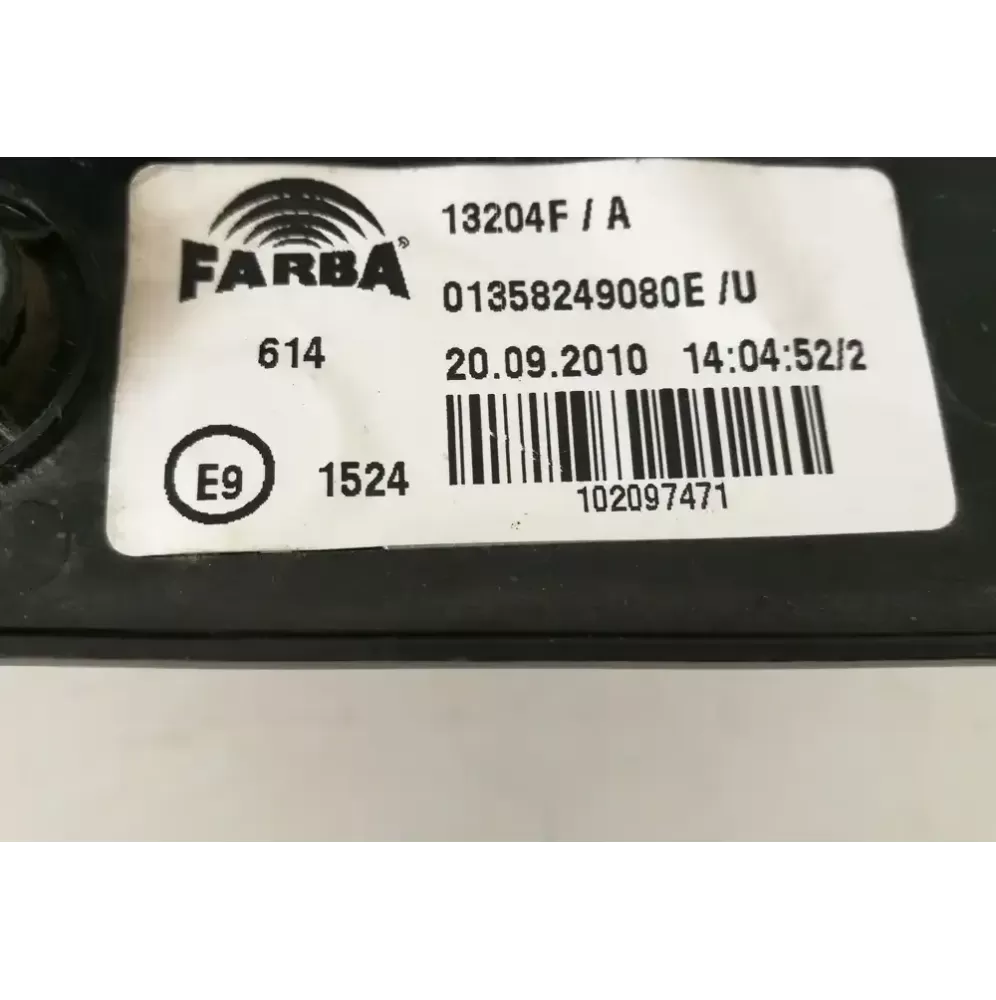 FARBA®
13204F / A
01358249080E /U
614
20.09.2010 14:04:52/2
E9
1524
102097471